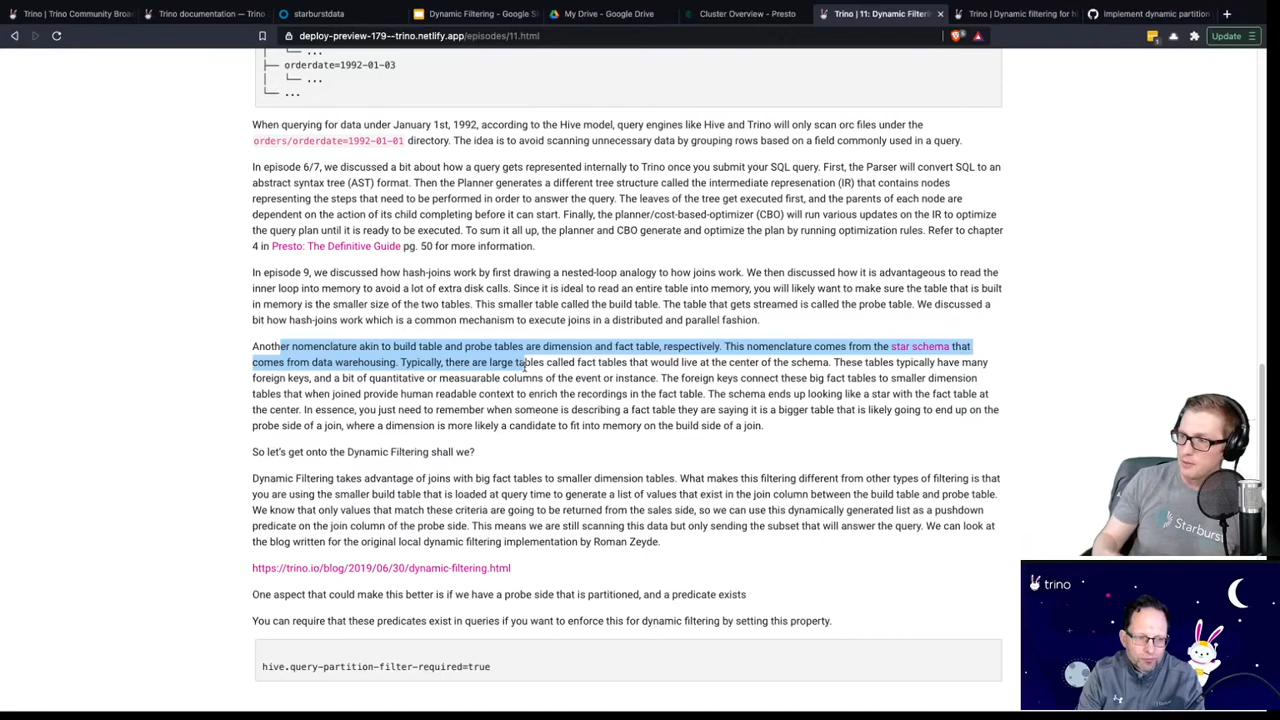 Trino | Trino Community Broa
Trino documentation — Trino
starburstdata
Dynamic Filtering - Google S
My Drive - Google Drive
Cluster Overview - Presto
Trino | 11: Dynamic Filterin
Trino | Dynamic filtering for h
Implement dynamic partition
deploy-preview-179--trino.netlify.app/episodes/11.html
Update
└── ...
├── orderdate=1992-01-03
│ └── ...
└── ...
When querying for data under January 1st, 1992, according to the Hive model, query engines like Hive and Trino will only scan orc files under the
orders/orderdate=1992-01-01 directory. The idea is to avoid scanning unnecessary data by grouping rows based on a field commonly used in a query.
In episode 6/7, we discussed a bit about how a query gets represented internally to Trino once you submit your SQL query. First, the Parser will convert SQL to an
abstract syntax tree (AST) format. Then the Planner generates a different tree structure called the intermediate represenation (IR) that contains nodes
representing the steps that need to be performed in order to answer the query. The leaves of the tree get executed first, and the parents of each node are
dependent on the action of its child completing before it can start. Finally, the planner/cost-based-optimizer (CBO) will run various updates on the IR to optimize
the query plan until it is ready to be executed. To sum it all up, the planner and CBO generate and optimize the plan by running optimization rules. Refer to chapter
4 in Presto: The Definitive Guide pg. 50 for more information.
In episode 9, we discussed how hash-joins work by first drawing a nested-loop analogy to how joins work. We then discussed how it is advantageous to read the
inner loop into memory to avoid a lot of extra disk calls. Since it is ideal to read an entire table into memory, you will likely want to make sure the table that is built
in memory is the smaller size of the two tables. This smaller table called the build table. The table that gets streamed is called the probe table. We discussed a
bit how hash-joins work which is a common mechanism to execute joins in a distributed and parallel fashion.
Another nomenclature akin to build table and probe tables are dimension and fact table, respectively. This nomenclature comes from the star schema that
comes from data warehousing. Typically, there are large tables called fact tables that would live at the center of the schema. These tables typically have many
foreign keys, and a bit of quantitative or measuarable columns of the event or instance. The foreign keys connect these big fact tables to smaller dimension
tables that when joined provide human readable context to enrich the recordings in the fact table. The schema ends up looking like a star with the fact table at
the center. In essence, you just need to remember when someone is describing a fact table they are saying it is a bigger table that is likely going to end up on the
probe side of a join, where a dimension is more likely a candidate to fit into memory on the build side of a join.
So let's get onto the Dynamic Filtering shall we?
Dynamic Filtering takes advantage of joins with big fact tables to smaller dimension tables. What makes this filtering different from other types of filtering is that
you are using the smaller build table that is loaded at query time to generate a list of values that exist in the join column between the build table and probe table.
We know that only values that match these criteria are going to be returned from the sales side, so we can use this dynamically generated list as a pushdown
predicate on the join column of the probe side. This means we are still scanning this data but only sending the subset that will answer the query. We can look at
the blog written for the original local dynamic filtering implementation by Roman Zeyde.
https://trino.io/blog/2019/06/30/dynamic-filtering.html
One aspect that could make this better is if we have a probe side that is partitioned, and a predicate exists
You can require that these predicates exist in queries if you want to enforce this for dynamic filtering by setting this property.
hive.query-partition-filter-required=true
Starburst
trino